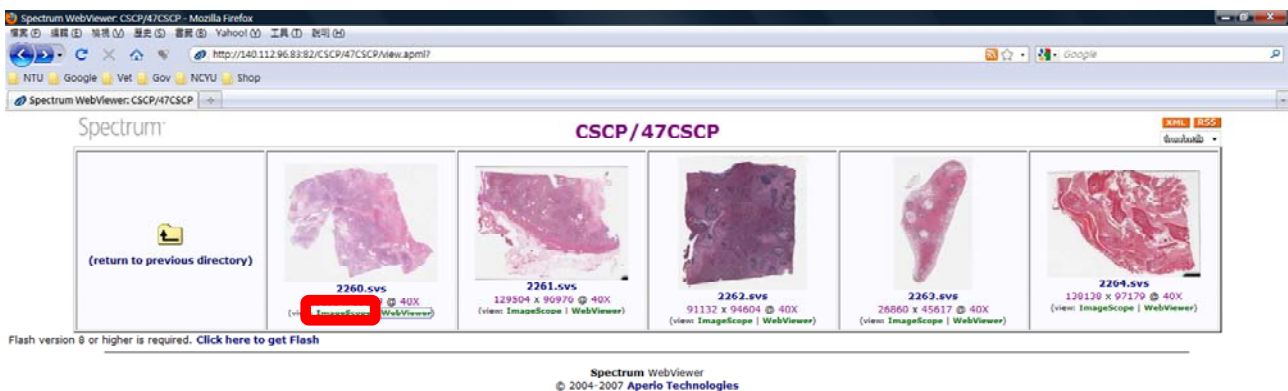 Spectrum WebViewer: CSCP/47CSCP - Mozilla Firefox
檔案(F) 編輯(E) 檢視(V) 歷史(S) 書籤(B) Yahoo!(Y) 工具(T) 說明(H)
http://140.112.96.83:82/CSCP/47CSCP/view.apml?
Google
NTU Google Vet Gov NCYU Shop
Spectrum WebViewer: CSCP/47CSCP
Spectrum
CSCP/47CSCP
XML RSS
(return to previous directory)
2260.svs
@ 40X
ImageScope | WebViewer)
2261.svs
129504 x 96976 @ 40X
(view: ImageScope | WebViewer)
2262.svs
91132 x 94604 @ 40X
(view: ImageScope | WebViewer)
2263.svs
26860 x 45617 @ 40X
(view: ImageScope | WebViewer)
2264.svs
138138 x 97179 @ 40X
(view: ImageScope | WebViewer)
Flash version 8 or higher is required. Click here to get Flash
Spectrum WebViewer
© 2004-2007 Aperio Technologies